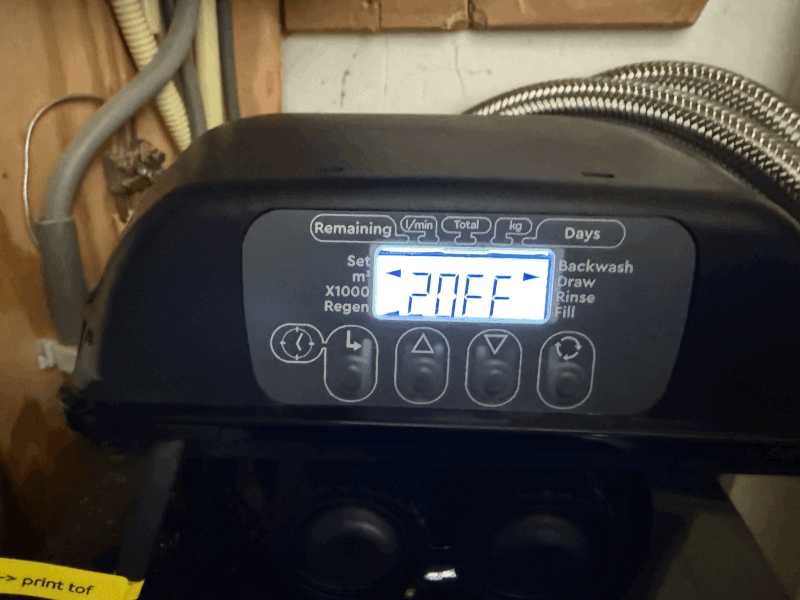 Remaining l/min Total kg Days
Set
m³
X1000
Regen
2OFF
Backwash
Draw
Rinse
Fill
-> print tof